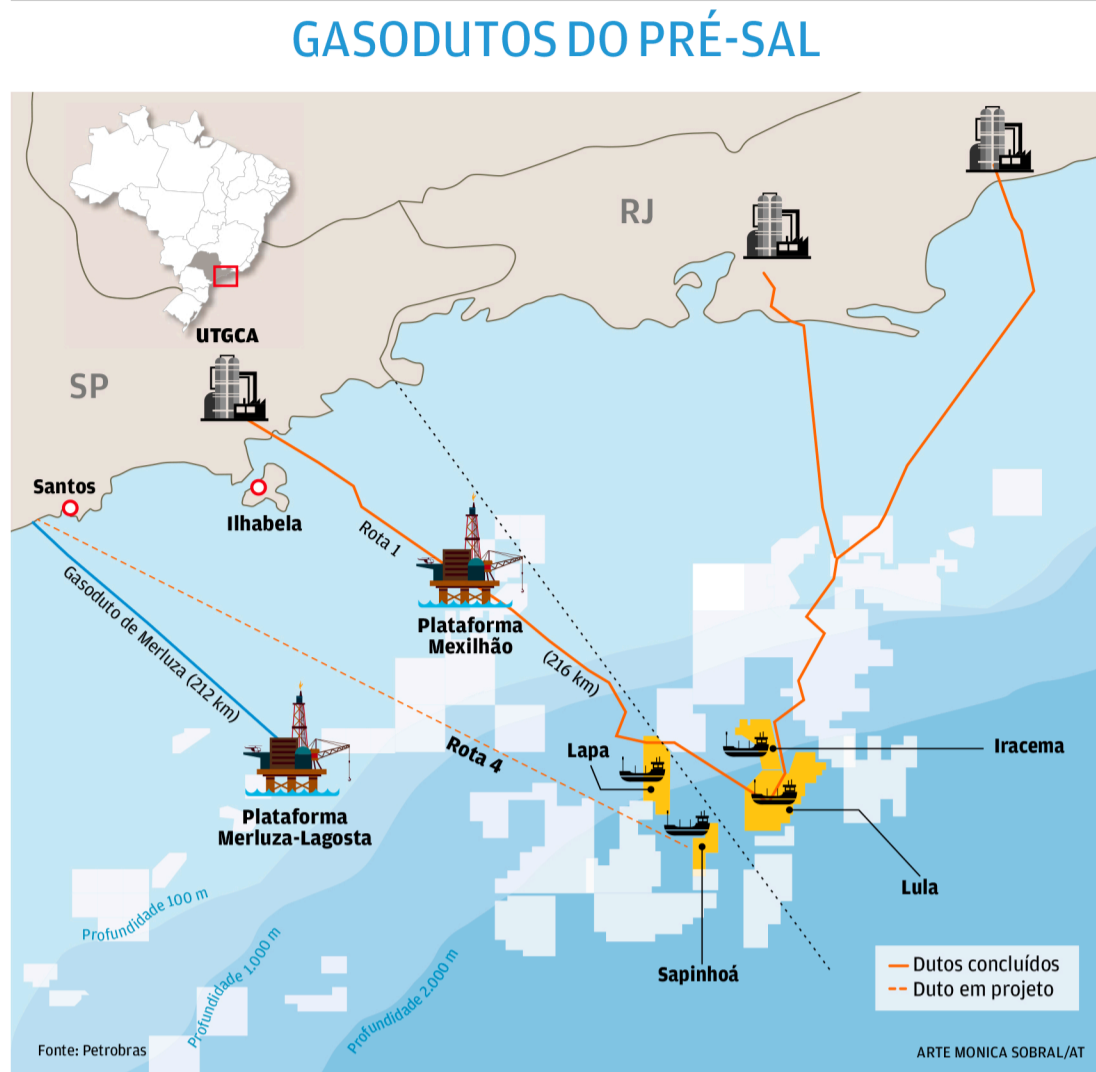 GASODUTOS DO PRÉ-SAL
RJ
UTGCA
SP
Santos
Ilhabela
Rota 1
Gasoduto de Merluza (212 km)
Plataforma
Mexilhão
(216 km)
Rota 4
Lapa
Iracema
Plataforma
Merluza-Lagosta
Lula
Profundidade 100 m
Profundidade 1.000 m
Profundidade 2.000 m
Sapinhoá
Dutos concluídos
Duto em projeto
Fonte: Petrobras
ARTE MONICA SOBRAL/AT